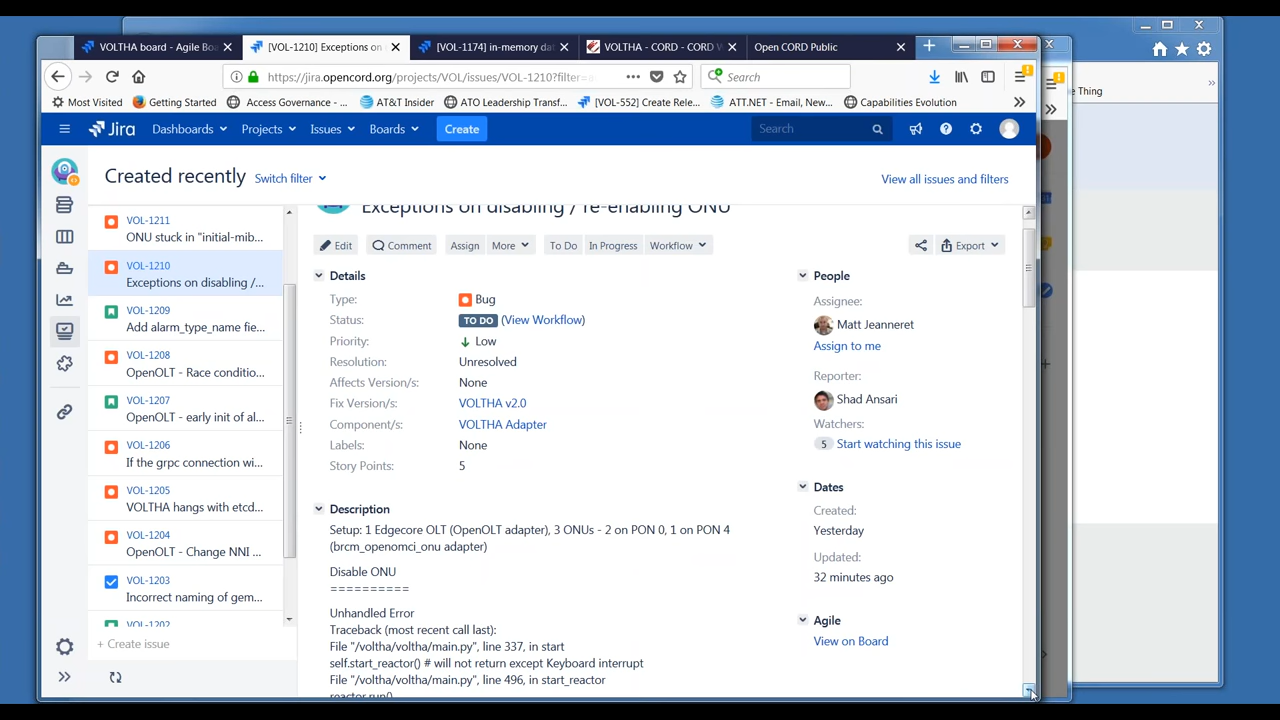 VOLTHA board - Agile Boa
[VOL-1210] Exceptions on
[VOL-1174] in-memory da
VOLTHA - CORD - CORD W
Open CORD Public
https://jira.opencord.org/projects/VOL/issues/VOL-1210?filter=a
Search
Most Visited
Getting Started
Access Governance - ...
AT&T Insider
ATO Leadership Transf...
[VOL-552] Create Rele...
ATT.NET - Email, New...
Capabilities Evolution
e Thing
Jira
Dashboards
Projects
Issues
Boards
Create
Search
Created recently
Switch filter
View all issues and filters
VOL-1211
ONU stuck in "initial-mib...
VOL-1210
Exceptions on disabling /...
VOL-1209
Add alarm_type_name fie...
VOL-1208
OpenOLT - Race conditio...
VOL-1207
OpenOLT - early init of al...
VOL-1206
If the grpc connection wi...
VOL-1205
VOLTHA hangs with etcd...
VOL-1204
OpenOLT - Change NNI ...
VOL-1203
Incorrect naming of gem...
VOL-1202
+ Create issue
Exceptions on disabling / re-enabling ONU
Edit
Comment
Assign
More
To Do
In Progress
Workflow
Export
Details
Type: Bug
Status: TO DO (View Workflow)
Priority: Low
Resolution: Unresolved
Affects Version/s: None
Fix Version/s: VOLTHA v2.0
Component/s: VOLTHA Adapter
Labels: None
Story Points: 5
Description
Setup: 1 Edgecore OLT (OpenOLT adapter), 3 ONUs - 2 on PON 0, 1 on PON 4
(brcm_openomci_onu adapter)
Disable ONU
==========
Unhandled Error
Traceback (most recent call last):
File "/voltha/voltha/main.py", line 337, in start
self.start_reactor() # will not return except Keyboard interrupt
File "/voltha/voltha/main.py", line 496, in start_reactor
reactor.run()
People
Assignee:
Matt Jeanneret
Assign to me
Reporter:
Shad Ansari
Watchers:
5 Start watching this issue
Dates
Created:
Yesterday
Updated:
32 minutes ago
Agile
View on Board